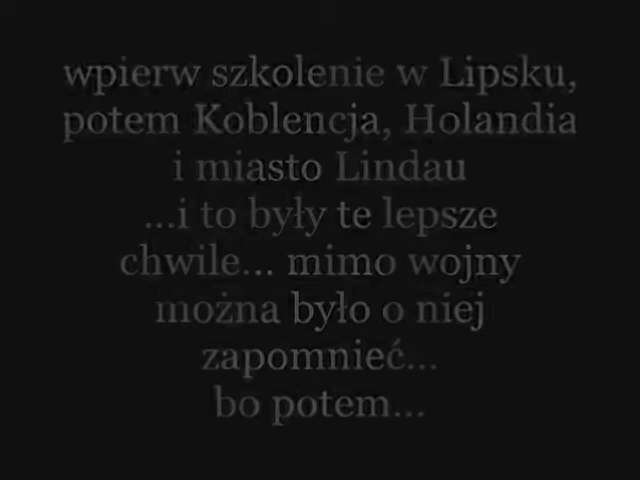 wpierw szkolenie w Lipsku,
potem Koblencja, Holandia
i miasto Lindau
...i to były te lepsze
chwile... mimo wojny
można było o niej
zapomnieć...
bo potem...